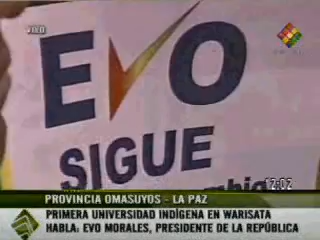 VIVO
EVO
SIGUE
12:02
PROVINCIA OMASUYOS - LA PAZ
PRIMERA UNIVERSIDAD INDÍGENA EN WARISATA
HABLA: EVO MORALES, PRESIDENTE DE LA REPÚBLICA